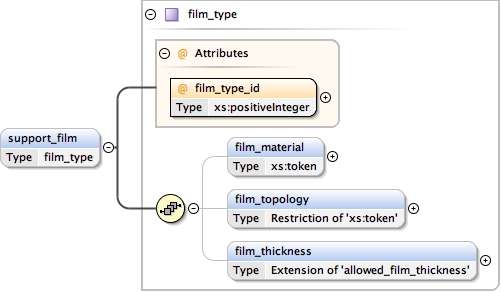 film_type
@ Attributes
@ film_type_id
Type xs:positiveInteger
support_film
Type film_type
film_material
Type xs:token
film_topology
Type Restriction of 'xs:token'
film_thickness
Type Extension of 'allowed_film_thickness'